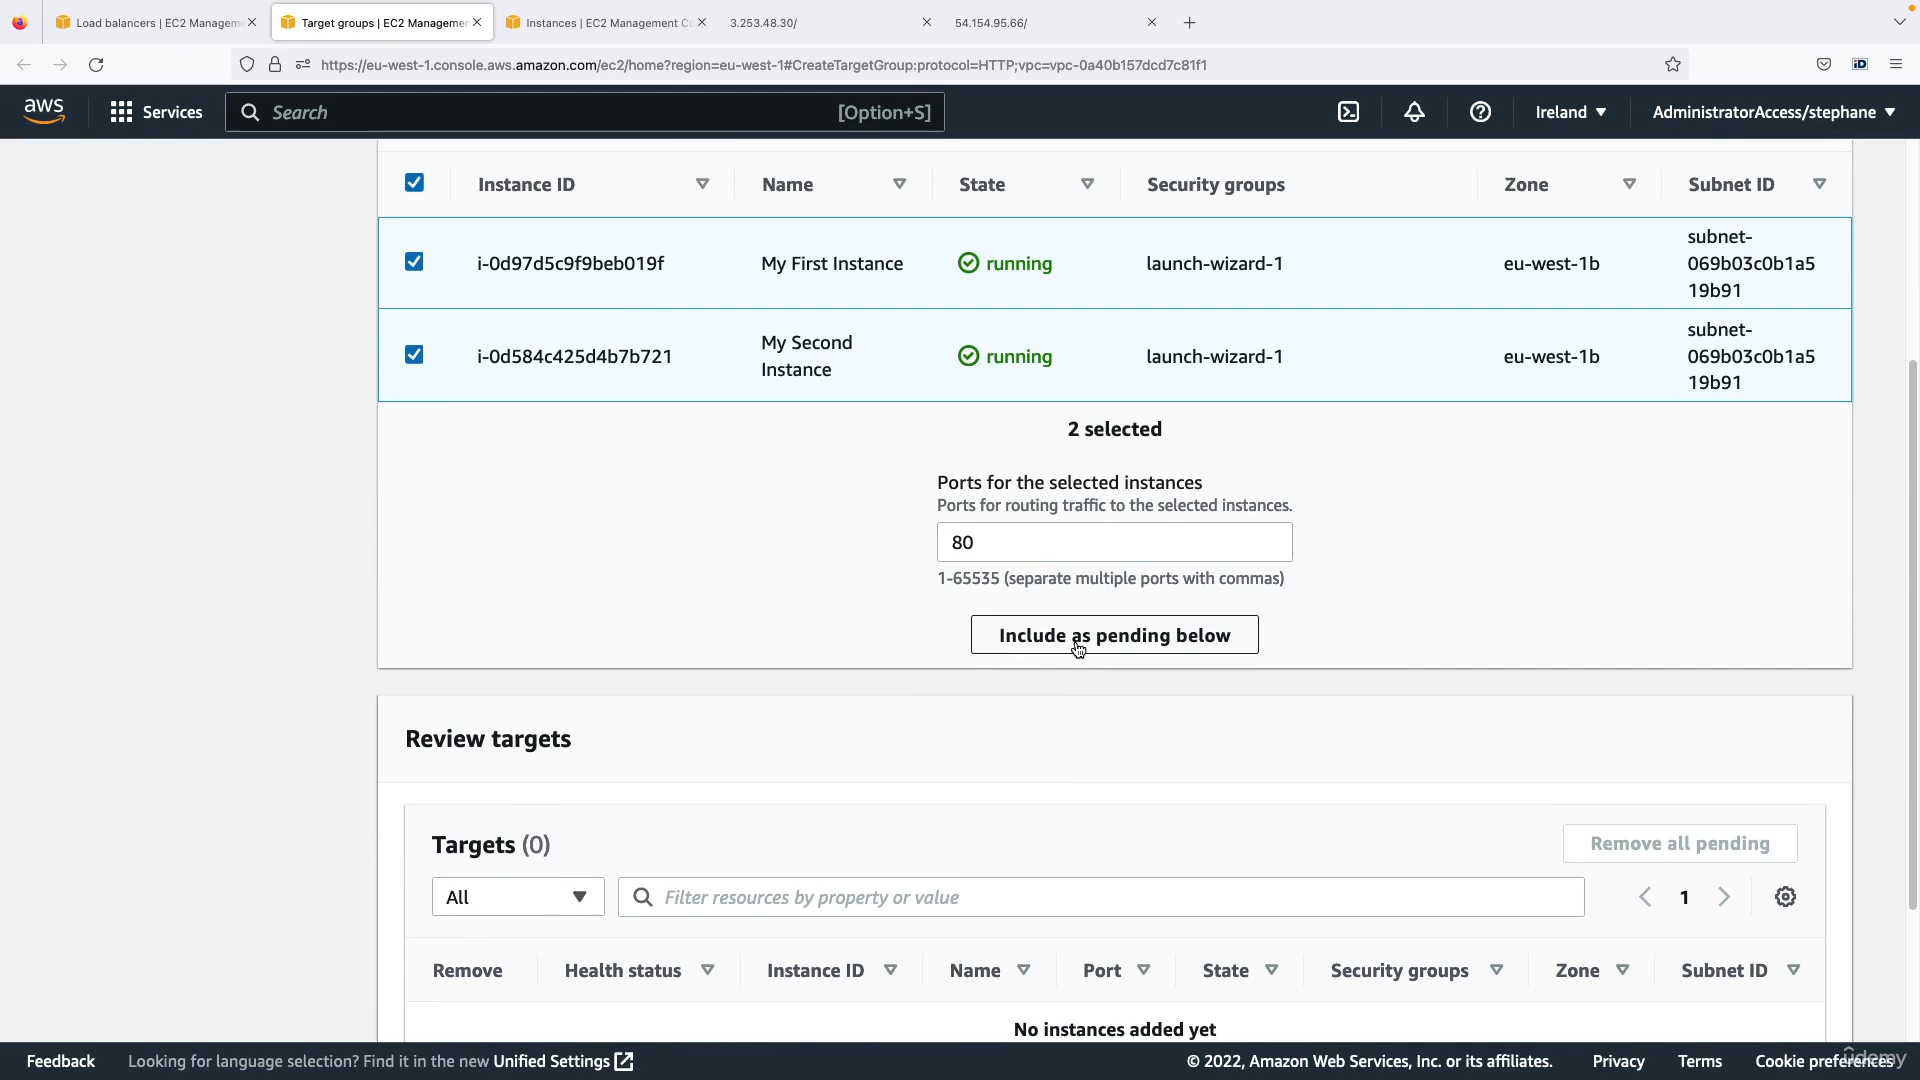 Load balancers | EC2 Managem
Target groups | EC2 Managemen
Instances | EC2 Management Co
3.253.48.30/
54.154.95.66/
https://eu-west-1.console.aws.amazon.com/ec2/home?region=eu-west-1#CreateTargetGroup:protocol=HTTP;vpc=vpc-0a40b157dcd7c81f1
iD
aws
Services
Search
[Option+S]
Ireland
AdministratorAccess/stephane
Instance ID
Name
State
Security groups
Zone
Subnet ID
i-0d97d5c9f9beb019f
My First Instance
running
launch-wizard-1
eu-west-1b
subnet-
069b03c0b1a5
19b91
i-0d584c425d4b7b721
My Second
Instance
running
launch-wizard-1
eu-west-1b
subnet-
069b03c0b1a5
19b91
2 selected
Ports for the selected instances
Ports for routing traffic to the selected instances.
80
1-65535 (separate multiple ports with commas)
Include as pending below
Review targets
Targets (0)
Remove all pending
All
Filter resources by property or value
1
Remove
Health status
Instance ID
Name
Port
State
Security groups
Zone
Subnet ID
No instances added yet
Feedback
Looking for language selection? Find it in the new Unified Settings
© 2022, Amazon Web Services, Inc. or its affiliates.
Privacy
Terms
Cookie preferences
udemy